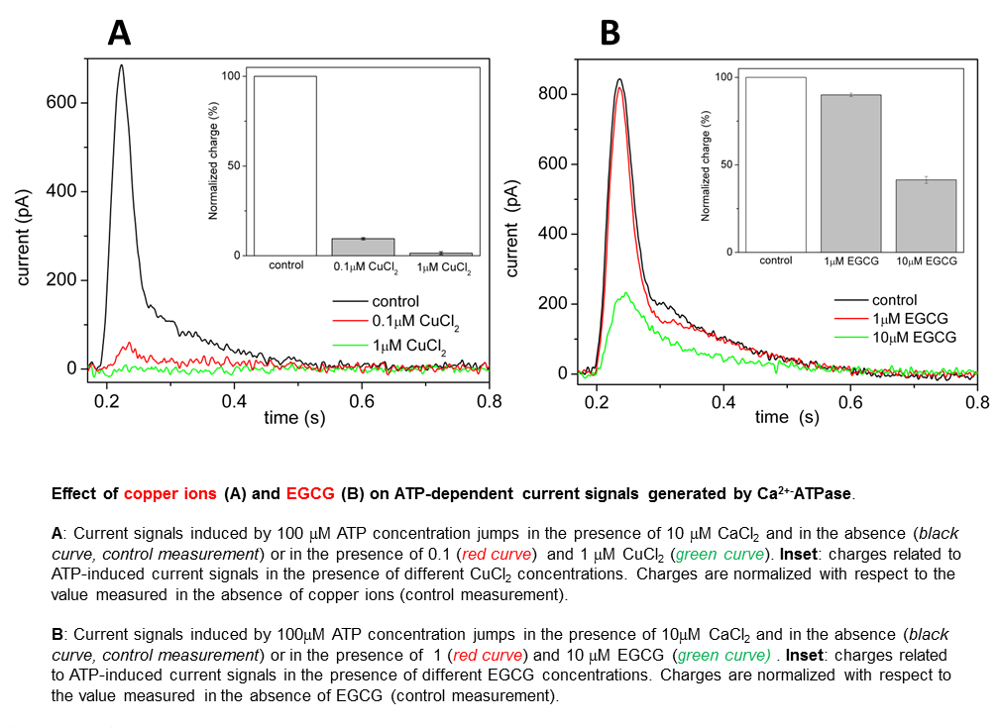 A
B
current (pA)
600
400
200
0
0.2
0.4
0.6
0.8
time (s)
Normalized charge (%)
100
50
0
control
0.1μM CuCl₂
1μM CuCl₂
control
0.1μM CuCl₂
1μM CuCl₂
current (pA)
800
600
400
200
0
0.2
0.4
0.6
0.8
time (s)
Normalized charge (%)
100
50
0
control
1μM EGCG
10μM EGCG
control
1μM EGCG
10μM EGCG
Effect of copper ions (A) and EGCG (B) on ATP-dependent current signals generated by Ca²⁺-ATPase.
A: Current signals induced by 100 μM ATP concentration jumps in the presence of 10 μM CaCl₂ and in the absence (black
curve, control measurement) or in the presence of 0.1 (red curve) and 1 μM CuCl₂ (green curve). Inset: charges related to
ATP-induced current signals in the presence of different CuCl₂ concentrations. Charges are normalized with respect to the
value measured in the absence of copper ions (control measurement).
B: Current signals induced by 100μM ATP concentration jumps in the presence of 10μM CaCl₂ and in the absence (black
curve, control measurement) or in the presence of 1 (red curve) and 10 μM EGCG (green curve) . Inset: charges related
to ATP-induced current signals in the presence of different EGCG concentrations. Charges are normalized with respect to
the value measured in the absence of EGCG (control measurement).